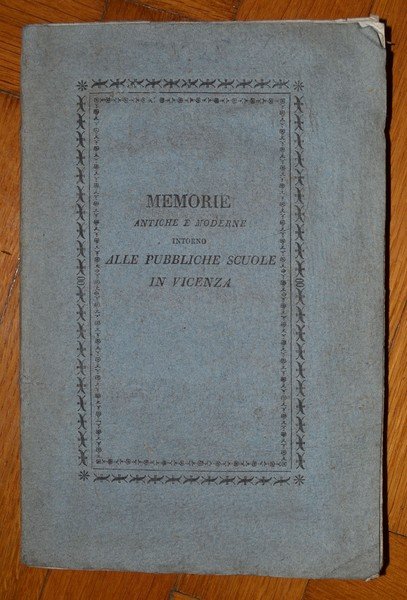 MEMORIE
ANTICHE E MODERNE
INTORNO
ALLE PUBBLICHE SCUOLE
IN VICENZA